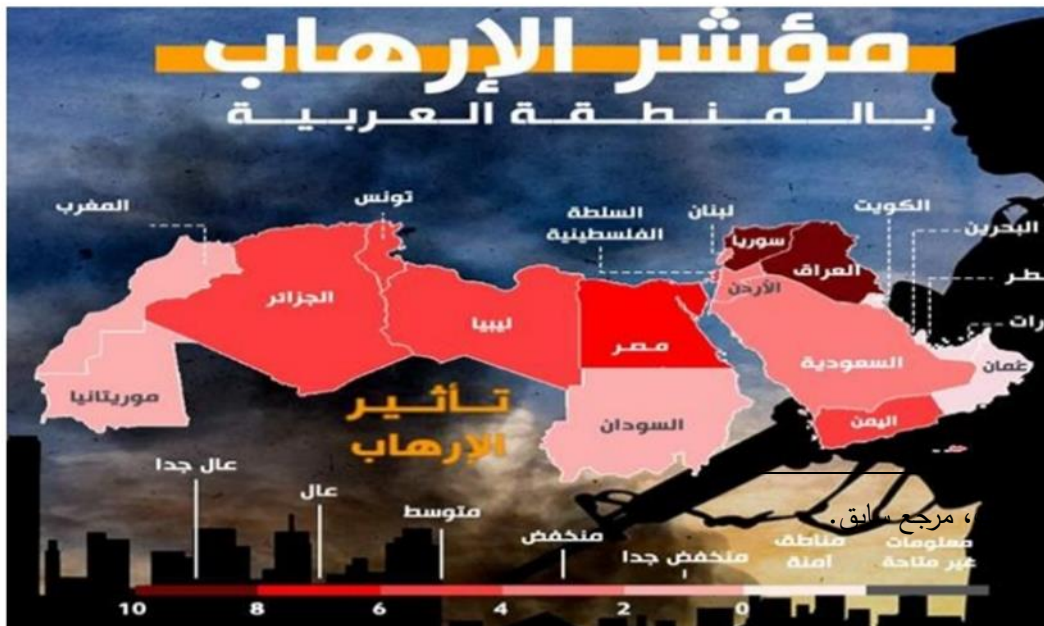 مؤشر الإرهاب
بالمنطقة العربية
المغرب
تونس
السلطة
الفلسطينية
لبنان
الكويت
البحرين
سوريا
العراق
الأردن
الجزائر
ليبيا
مصر
السعودية
عمان
اليمن
موريتانيا
السودان
تأثير
الإرهاب
عال جدا
عال
متوسط
منخفض
منخفض جدا
مناطق
آمنة
معلومات
غير متاحة
، مرجع سابق.
10 8 6 4 2 0